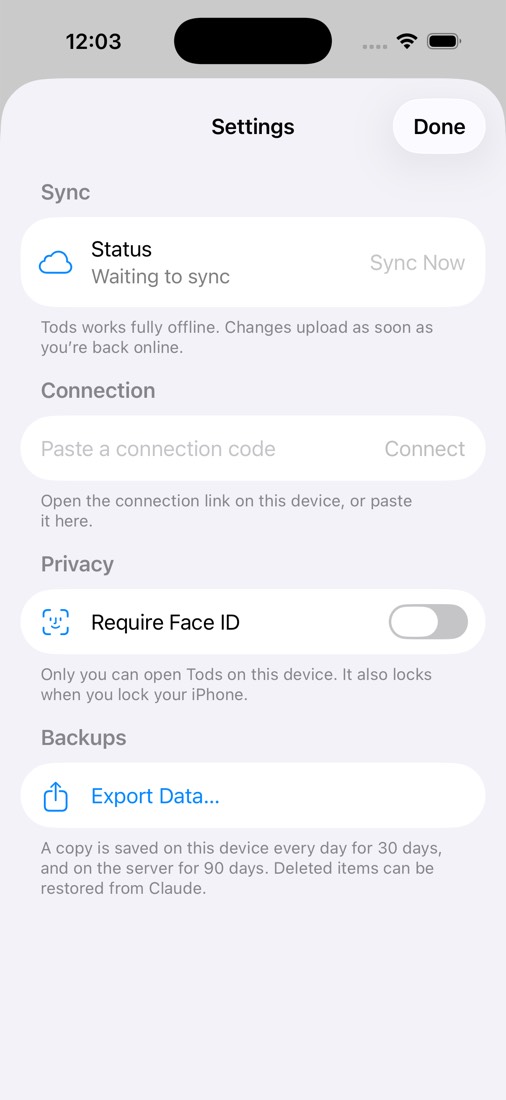 12:03
Settings
Done
Sync
Status
Waiting to sync
Sync Now
Tods works fully offline. Changes upload as soon as
you’re back online.
Connection
Paste a connection code
Connect
Open the connection link on this device, or paste
it here.
Privacy
Require Face ID
Only you can open Tods on this device. It also locks
when you lock your iPhone.
Backups
Export Data…
A copy is saved on this device every day for 30 days,
and on the server for 90 days. Deleted items can be
restored from Claude.